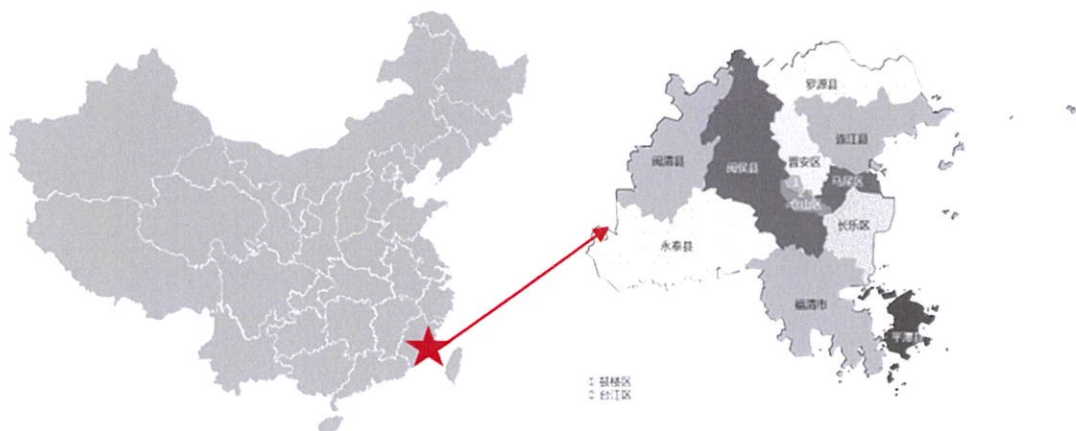 罗源县
连江县
闽清县
闽侯县
晋安区
马尾区
仓山区
长乐区
永泰县
福清市
平潭县
1 鼓楼区
2 台江区